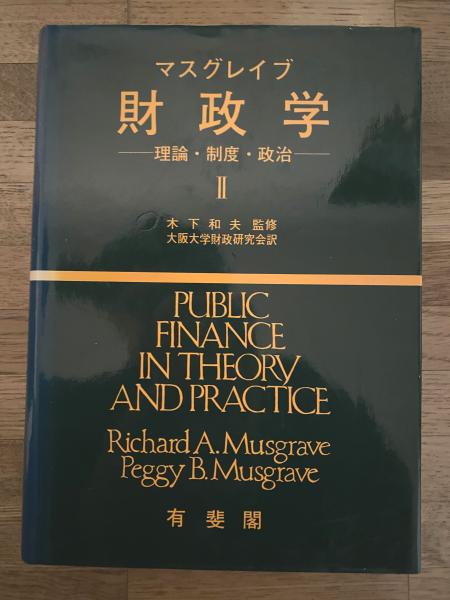 マスグレイブ
財政学
——理論・制度・政治——
II
木下和夫 監修
大阪大学財政研究会訳
PUBLIC
FINANCE
IN THEORY
AND PRACTICE
Richard A. Musgrave
Peggy B. Musgrave
有斐閣